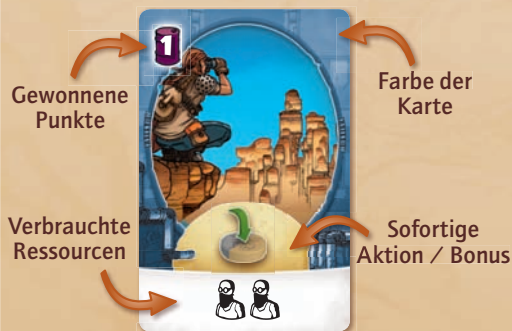 1
Gewonnene
Punkte
Farbe der
Karte
Verbrauchte
Ressourcen
Sofortige
Aktion / Bonus